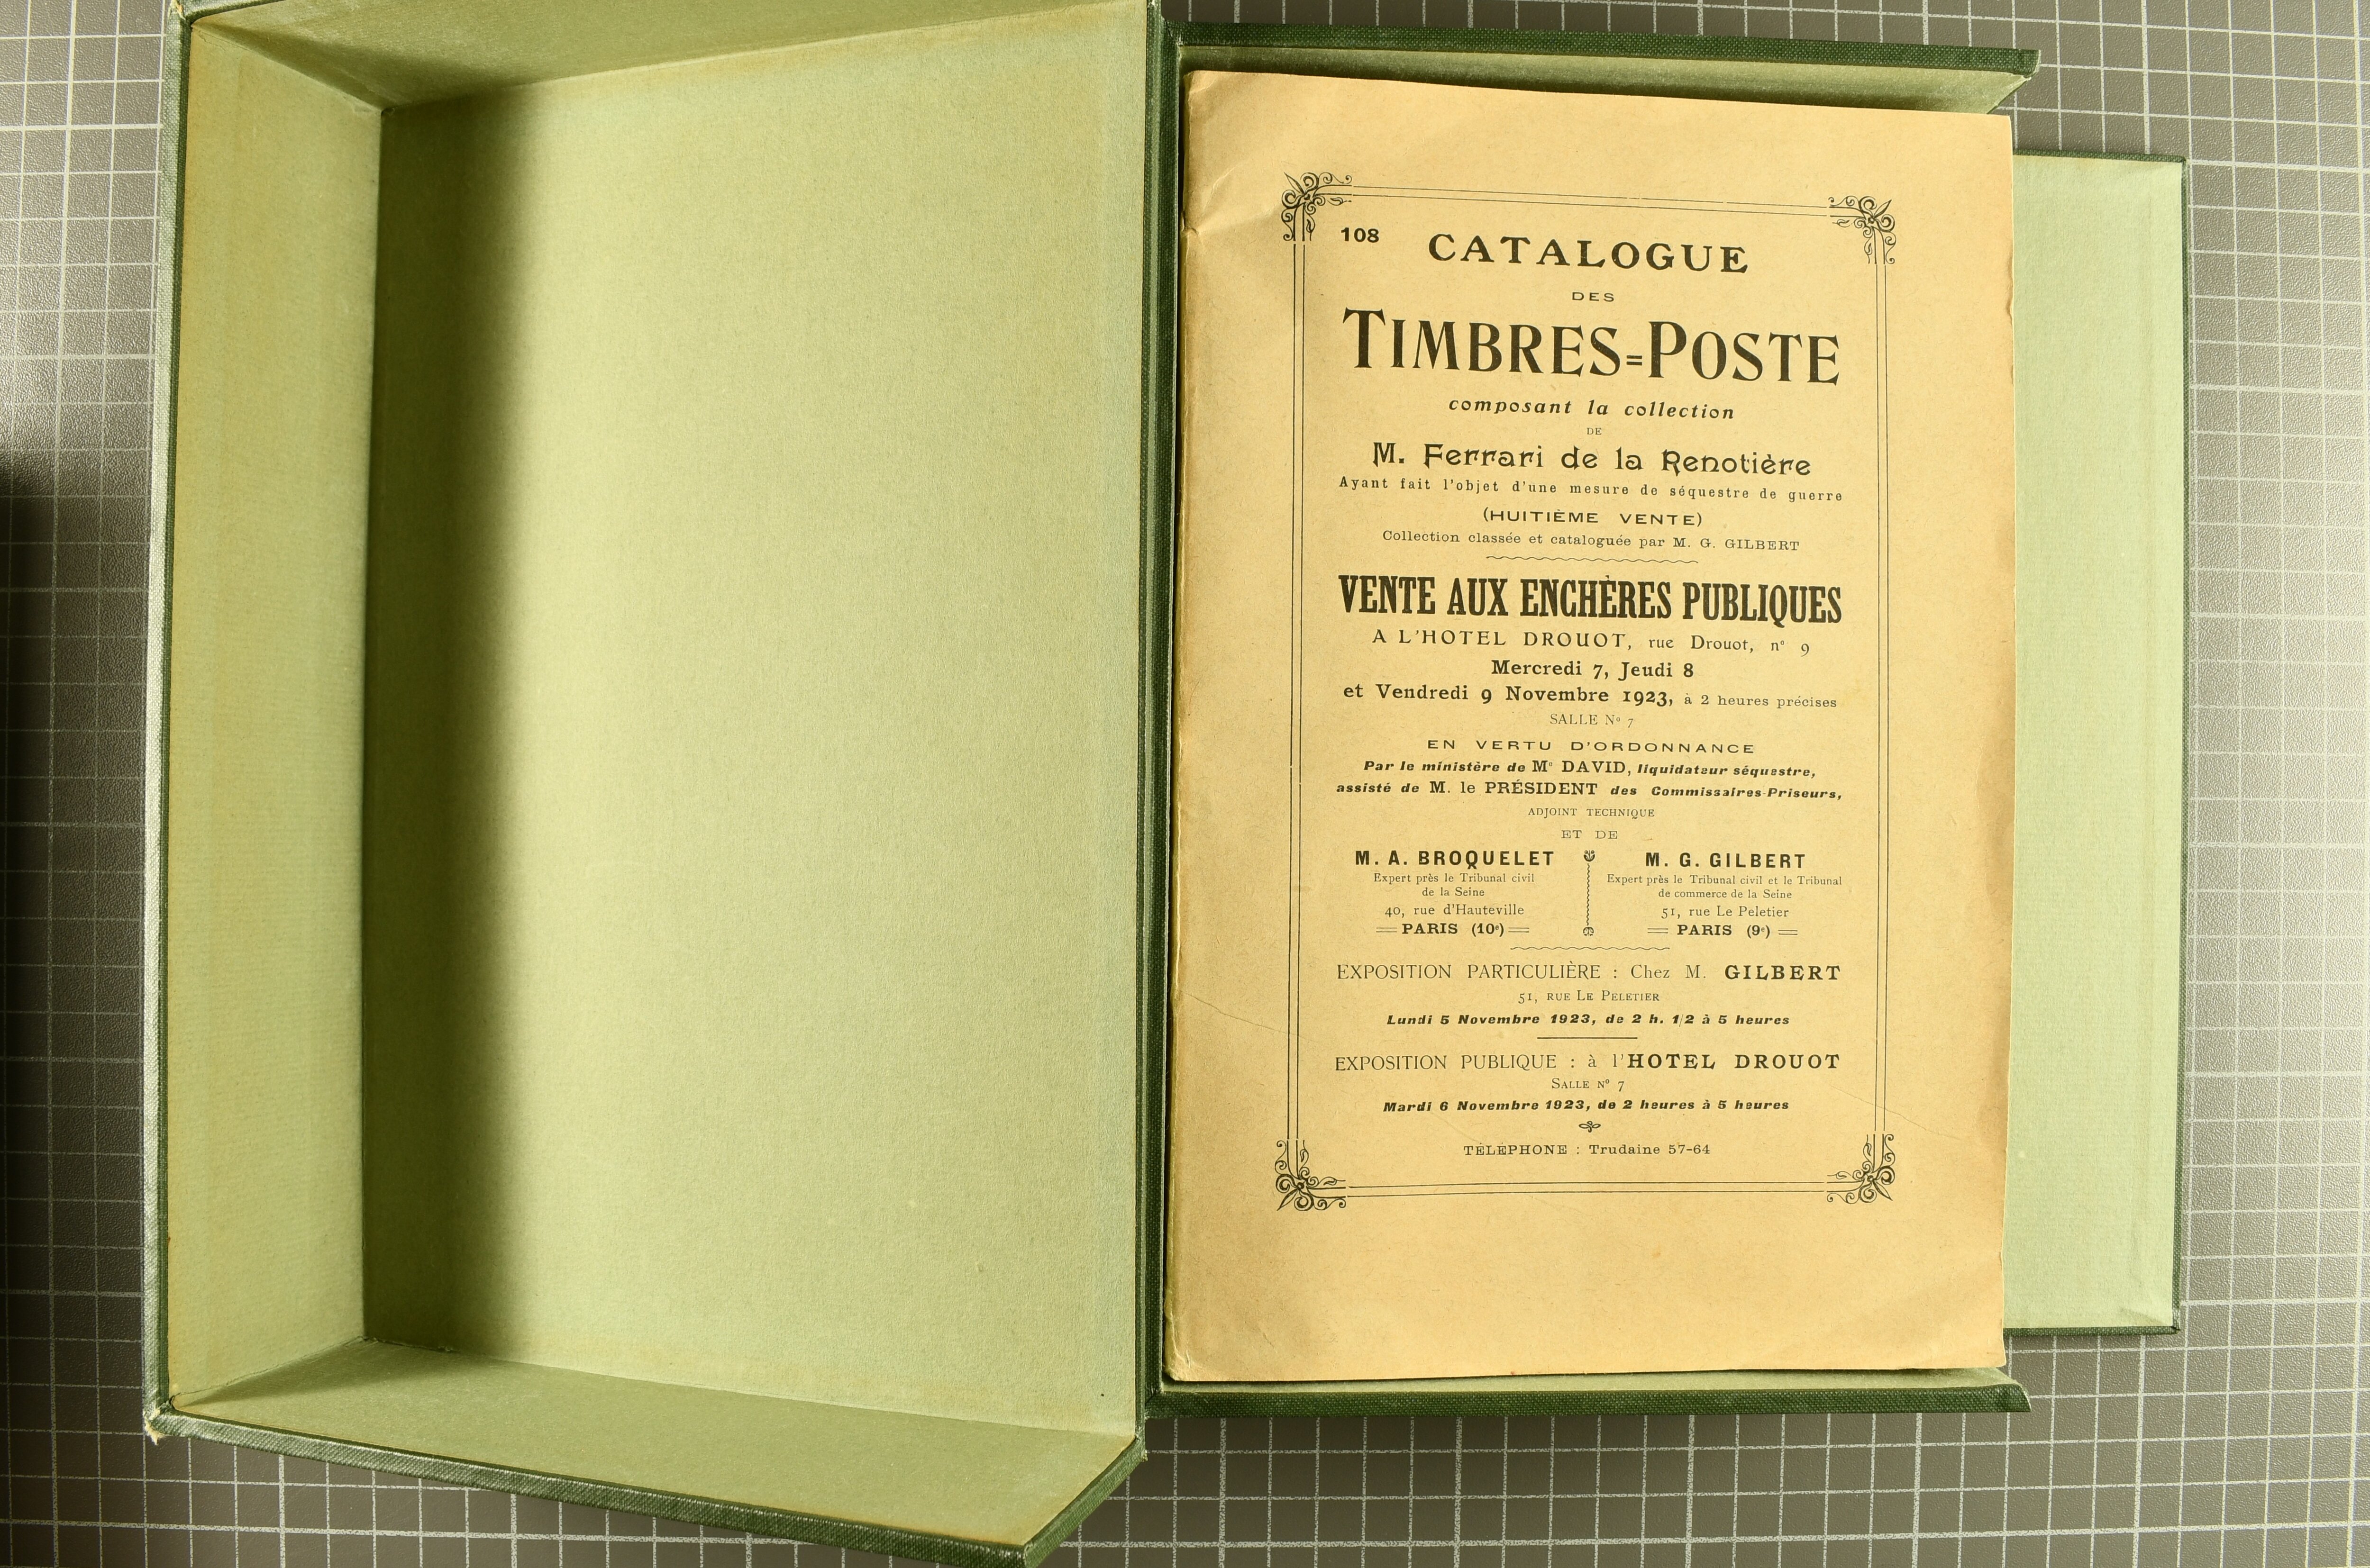 108
CATALOGUE
DES
TIMBRES=POSTE
composant la collection
DE
M. Ferrari de la Renotière
Ayant fait l'objet d'une mesure de séquestre de guerre
(HUITIÈME VENTE)
Collection classée et cataloguée par M. G. GILBERT
VENTE AUX ENCHÈRES PUBLIQUES
A L'HOTEL DROUOT, rue Drouot, n° 9
Mercredi 7, Jeudi 8
et Vendredi 9 Novembre 1923, à 2 heures précises
SALLE N° 7
EN VERTU D'ORDONNANCE
Par le ministère de Me DAVID, liquidateur séquestre,
assisté de M. le PRÉSIDENT des Commissaires-Priseurs,
ADJOINT TECHNIQUE
ET DE
M. A. BROQUELET
Expert près le Tribunal civil
de la Seine
40, rue d'Hauteville
PARIS (10e)
M. G. GILBERT
Expert près le Tribunal civil et le Tribunal
de commerce de la Seine
51, rue Le Peletier
PARIS (9e)
EXPOSITION PARTICULIÈRE : Chez M. GILBERT
51, RUE LE PELETIER
Lundi 5 Novembre 1923, de 2 h. 1/2 à 5 heures
EXPOSITION PUBLIQUE : à l'HOTEL DROUOT
SALLE N° 7
Mardi 6 Novembre 1923, de 2 heures à 5 heures
TÉLÉPHONE : Trudaine 57-64